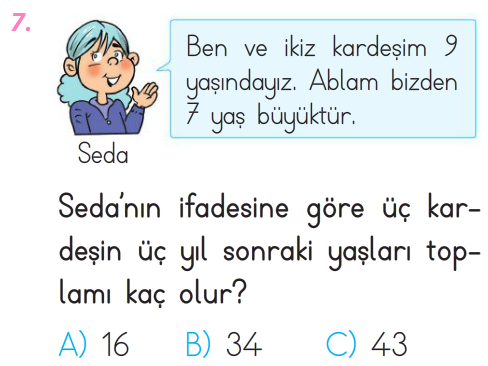 7.
Ben ve ikiz kardeşim 9
yaşındayız. Ablam bizden
7 yaş büyüktür.
Seda
Seda'nın ifadesine göre üç kar-
deşin üç yıl sonraki yaşları top-
lamı kaç olur?
A) 16 B) 34 C) 43